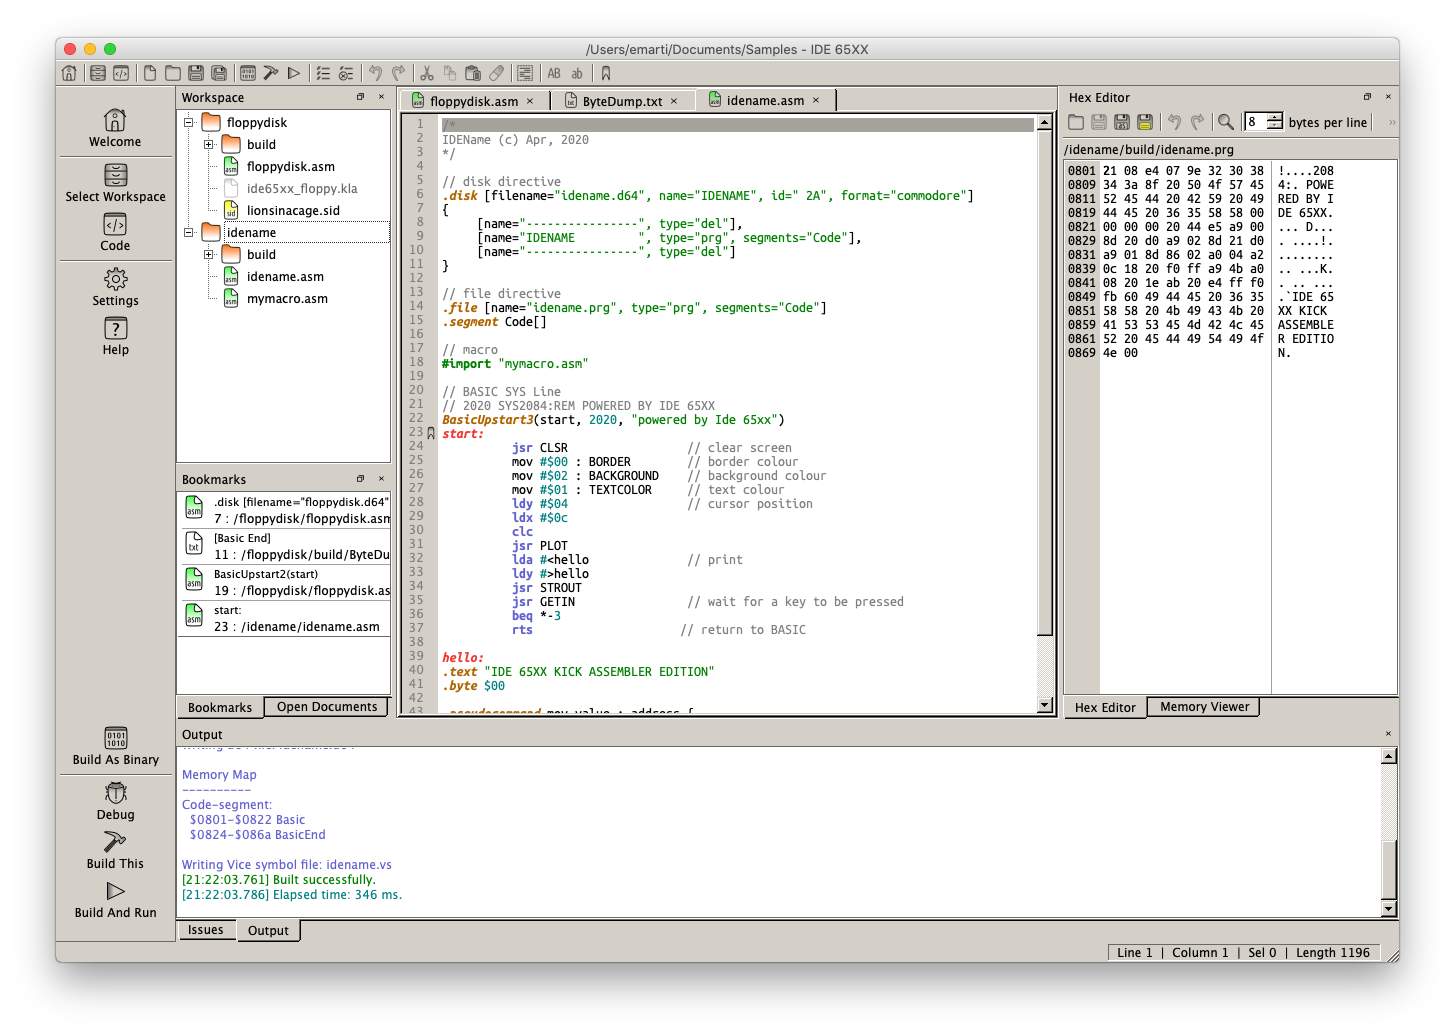 /Users/emarti/Documents/Samples - IDE 65XX
AB ab
Welcome
Select Workspace
Code
Settings
Help
Build As Binary
Debug
Build This
Build And Run
Workspace
floppydisk
build
floppydisk.asm
ide65xx_floppy.kla
lionsinacage.sid
idename
build
idename.asm
mymacro.asm
Bookmarks
.disk [filename="floppydisk.d64"
7 : /floppydisk/floppydisk.asm
[Basic End]
11 : /floppydisk/build/ByteDu
BasicUpstart2(start)
19 : /floppydisk/floppydisk.as
start:
23 : /idename/idename.asm
Bookmarks Open Documents
floppydisk.asm × ByteDump.txt × idename.asm ×
1 /*
2 IDEName (c) Apr, 2020
3 */
4
5 // disk directive
6 .disk [filename="idename.d64", name="IDENAME", id=" 2A", format="commodore"]
7 {
8 [name="----------------", type="del"],
9 [name="IDENAME         ", type="prg", segments="Code"],
10 [name="----------------", type="del"]
11 }
12
13 // file directive
14 .file [name="idename.prg", type="prg", segments="Code"]
15 .segment Code[]
16
17 // macro
18 #import "mymacro.asm"
19
20 // BASIC SYS Line
21 // 2020 SYS2084:REM POWERED BY IDE 65XX
22 BasicUpstart3(start, 2020, "powered by Ide 65xx")
23 start:
24 jsr CLSR // clear screen
25 mov #$00 : BORDER // border colour
26 mov #$02 : BACKGROUND // background colour
27 mov #$01 : TEXTCOLOR // text colour
28 ldy #$04 // cursor position
29 ldx #$0c
30 clc
31 jsr PLOT
32 lda #<hello // print
33 ldy #>hello
34 jsr STROUT
35 jsr GETIN // wait for a key to be pressed
36 beq *-3
37 rts // return to BASIC
38
39 hello:
40 .text "IDE 65XX KICK ASSEMBLER EDITION"
41 .byte $00
42
43 .pseudocommand mov value : address {
Hex Editor
8 bytes per line »
/idename/build/idename.prg
0801 21 08 e4 07 9e 32 30 38 !....208
0809 34 3a 8f 20 50 4f 57 45 4:. POWE
0811 52 45 44 20 42 59 20 49 RED BY I
0819 44 45 20 36 35 58 58 00 DE 65XX.
0821 00 00 00 20 44 e5 a9 00 ... D...
0829 8d 20 d0 a9 02 8d 21 d0 . ....!.
0831 a9 01 8d 86 02 a0 04 a2 ........
0839 0c 18 20 f0 ff a9 4b a0 .. ...K.
0841 08 20 1e ab 20 e4 ff f0 . .. ...
0849 fb 60 49 44 45 20 36 35 .`IDE 65
0851 58 58 20 4b 49 43 4b 20 XX KICK
0859 41 53 53 45 4d 42 4c 45 ASSEMBLE
0861 52 20 45 44 49 54 49 4f R EDITIO
0869 4e 00 N.
Hex Editor Memory Viewer
Output
Memory Map
----------
Code-segment:
$0801-$0822 Basic
$0824-$086a BasicEnd
Writing Vice symbol file: idename.vs
[21:22:03.761] Built successfully.
[21:22:03.786] Elapsed time: 346 ms.
Issues Output
Line 1 | Column 1 | Sel 0 | Length 1196